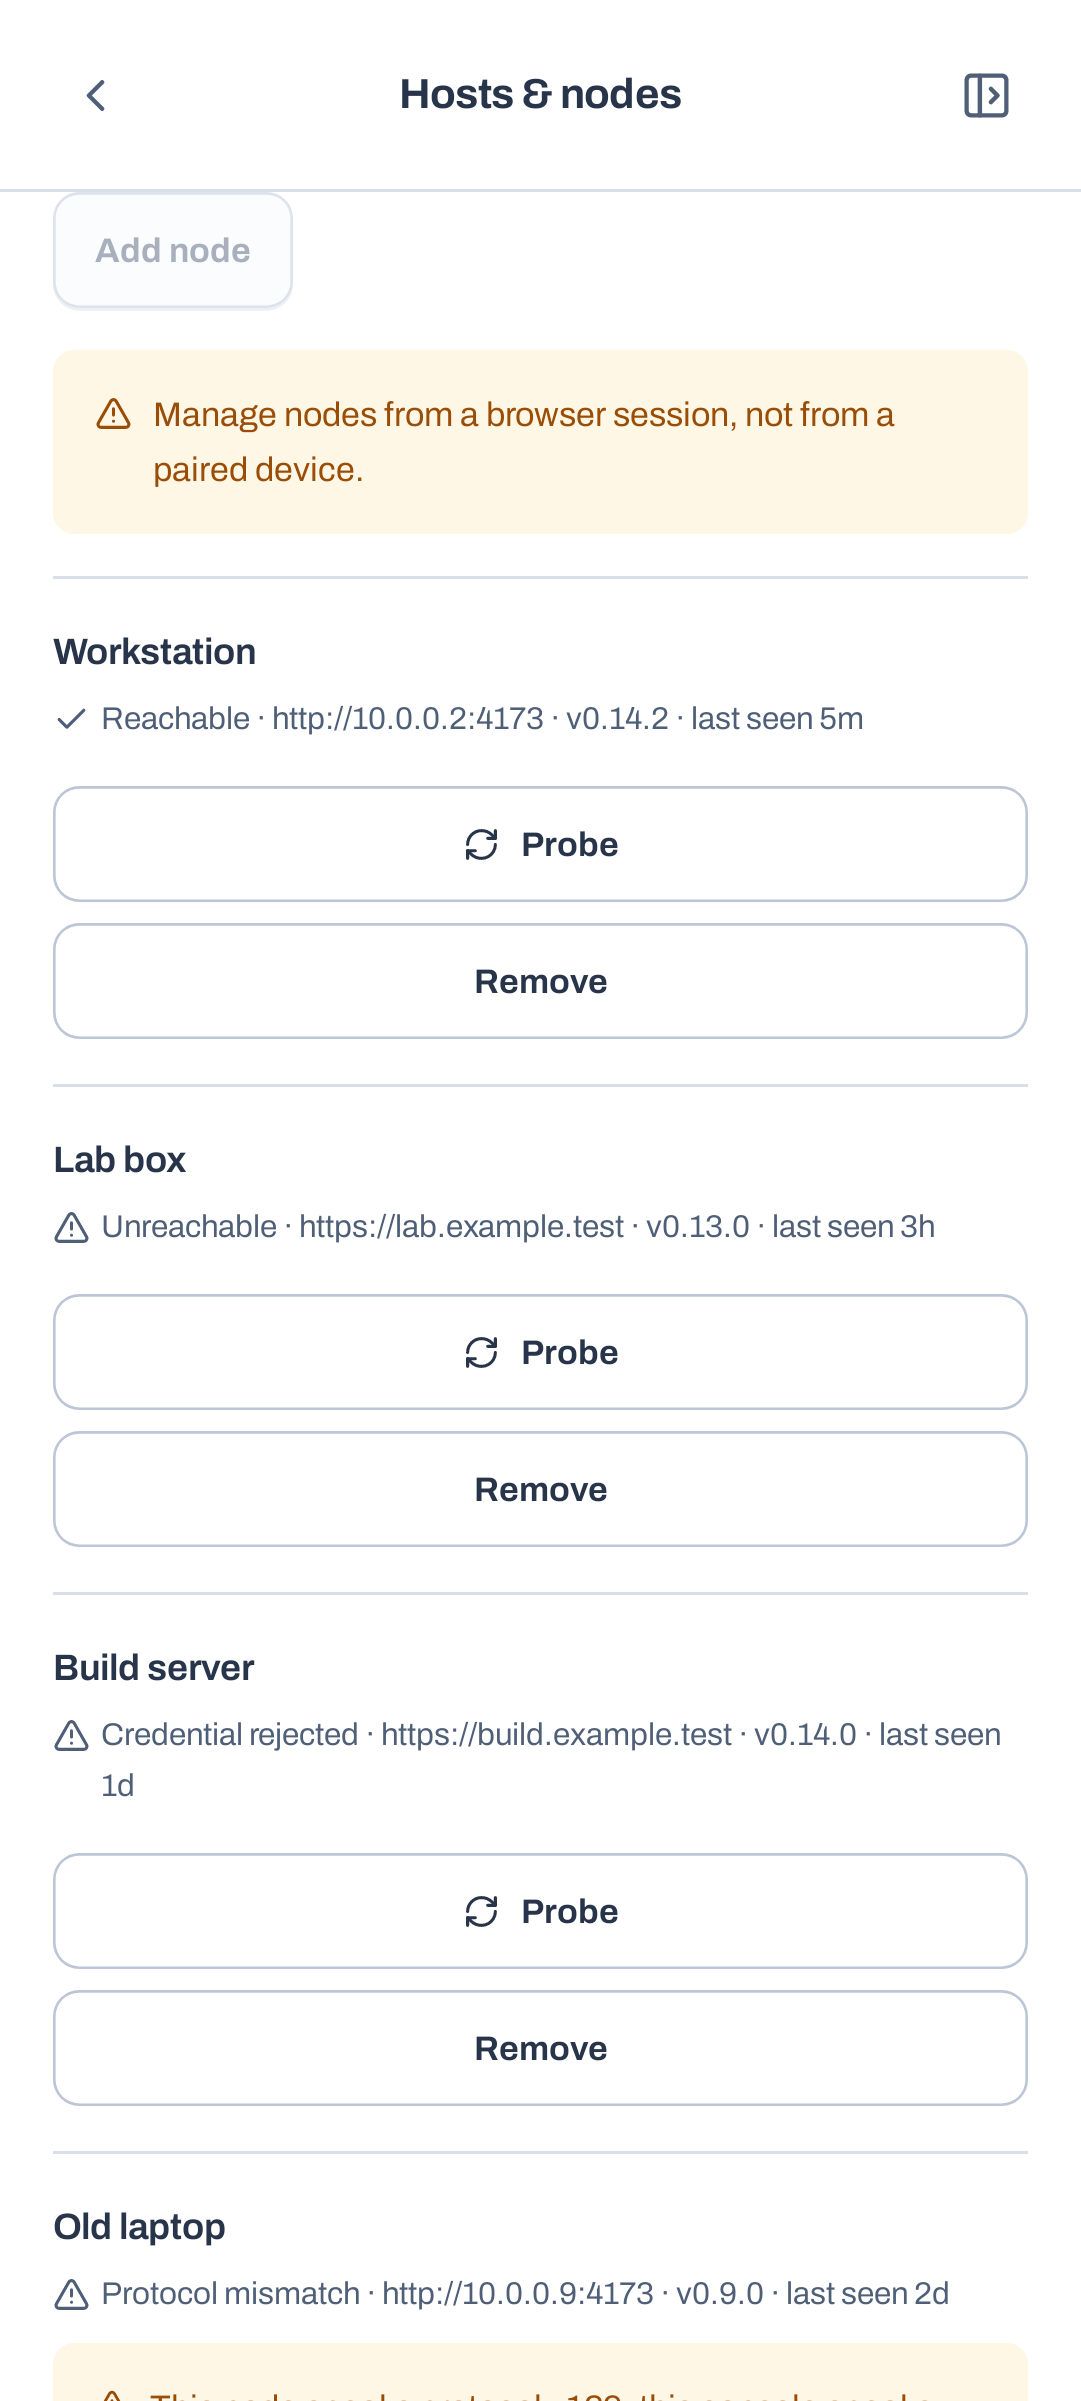 Hosts & nodes
Add node
Manage nodes from a browser session, not from a
paired device.
Workstation
Reachable · http://10.0.0.2:4173 · v0.14.2 · last seen 5m
Probe
Remove
Lab box
Unreachable · https://lab.example.test · v0.13.0 · last seen 3h
Probe
Remove
Build server
Credential rejected · https://build.example.test · v0.14.0 · last seen
1d
Probe
Remove
Old laptop
Protocol mismatch · http://10.0.0.9:4173 · v0.9.0 · last seen 2d